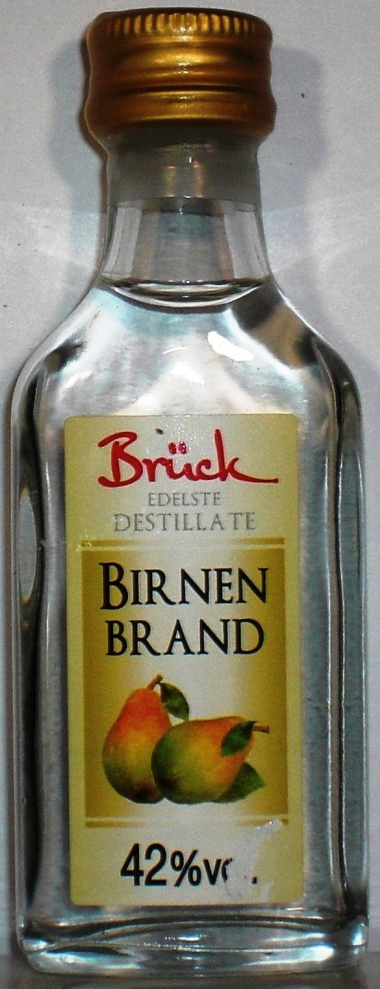 Brück
EDELSTE
DESTILLATE
BIRNEN
BRAND
42%